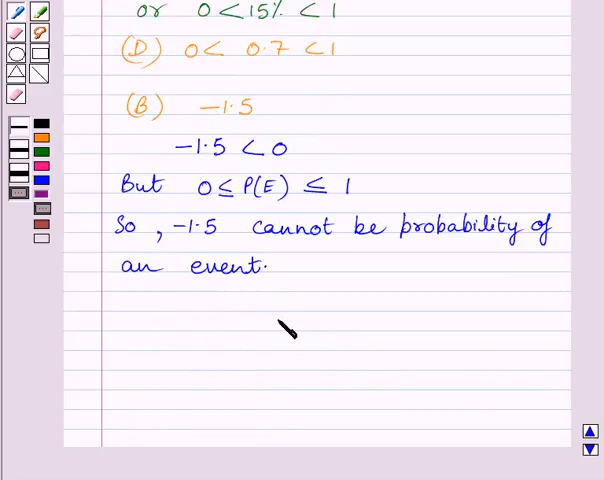 or 0 < 15% < 1
(D) 0 < 0.7 < 1
(B) -1.5
-1.5 < 0
But 0 ≤ P(E) ≤ 1
So, -1.5 cannot be probability of
an event.